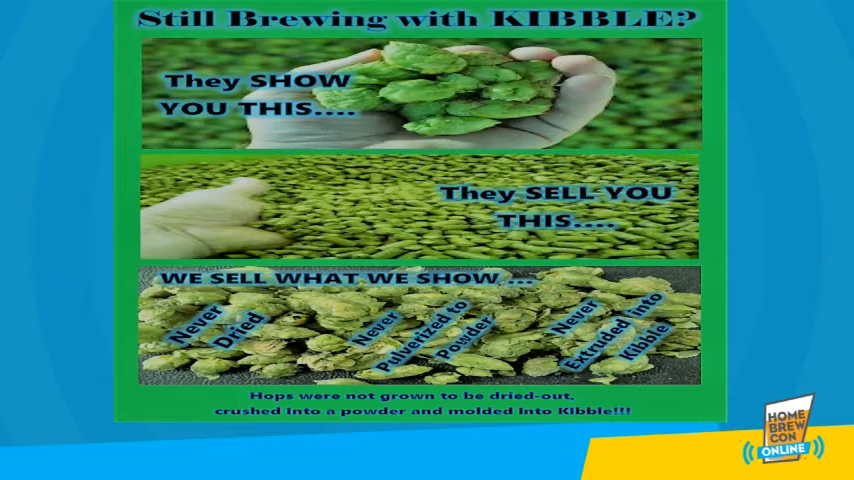 Still Brewing with KIBBLE?
They SHOW
YOU THIS....
They SELL YOU
THIS....
WE SELL WHAT WE SHOW ...
Never
Dried
Never
Pulverized to
Powder
Never
Extruded into
Kibble
Hops were not grown to be dried-out,
crushed into a powder and molded into Kibble!!!
HOME
BREW
CON
ONLINE